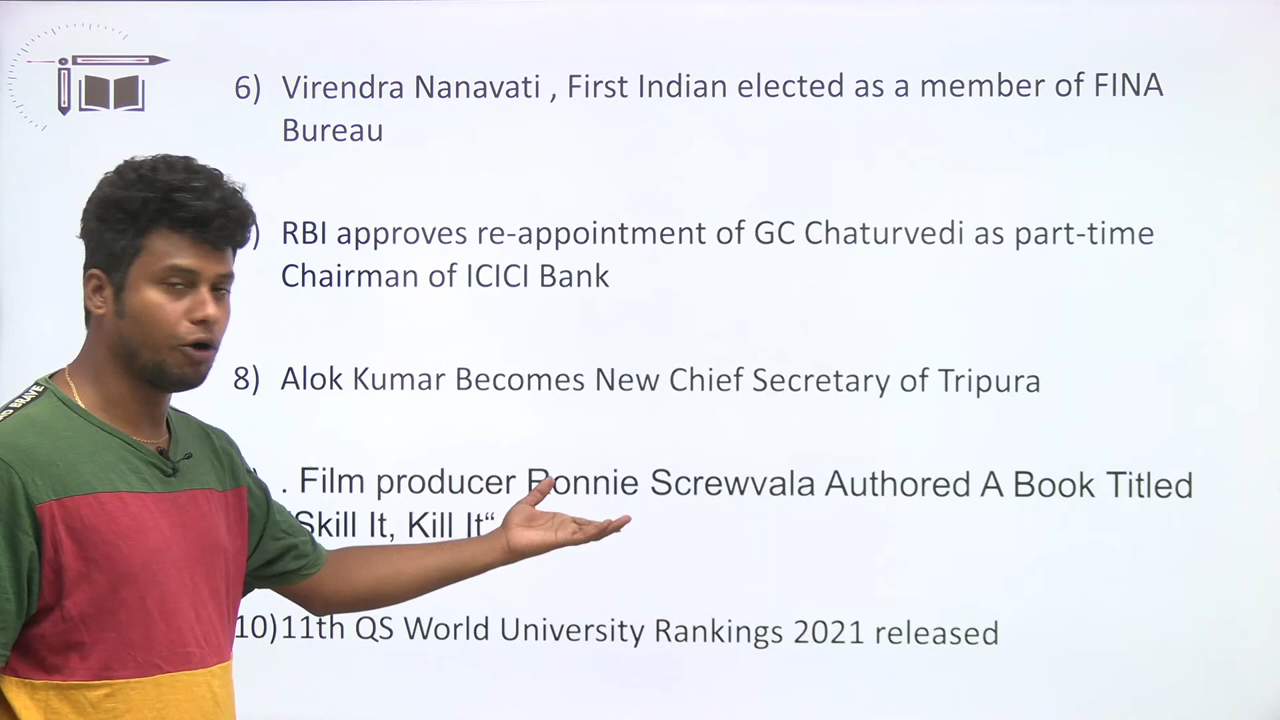 6) Virendra Nanavati , First Indian elected as a member of FINA
Bureau
) RBI approves re-appointment of GC Chaturvedi as part-time
Chairman of ICICI Bank
8) Alok Kumar Becomes New Chief Secretary of Tripura
. Film producer Ronnie Screwvala Authored A Book Titled
"Skill It, Kill It“
10)11th QS World University Rankings 2021 released